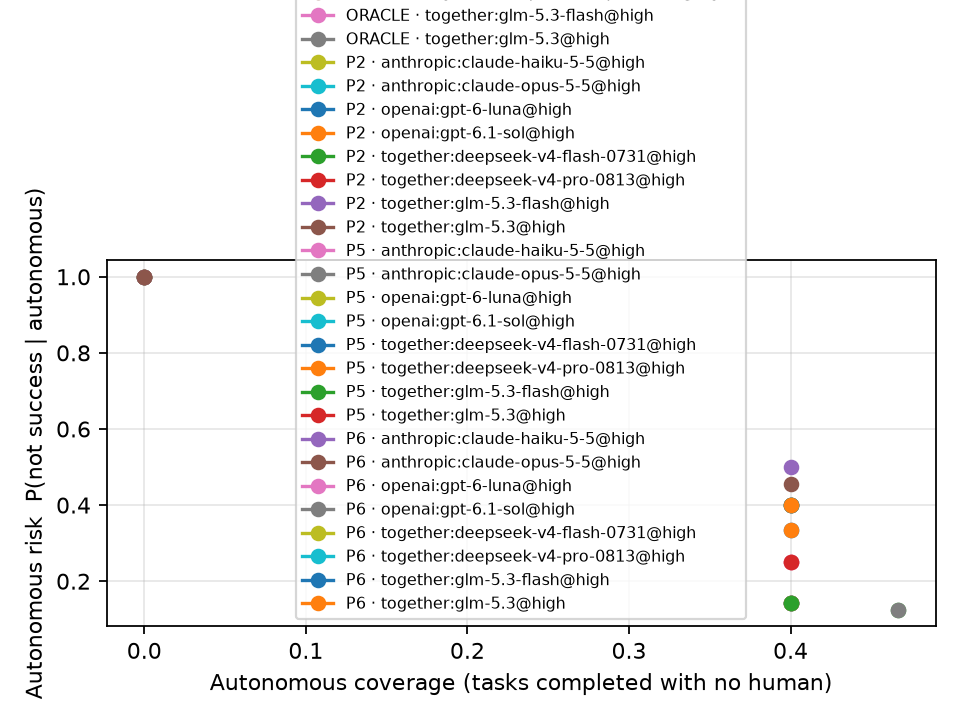 ORACLE · together:glm-5.3-flash@high
ORACLE · together:glm-5.3@high
P2 · anthropic:claude-haiku-5-5@high
P2 · anthropic:claude-opus-5-5@high
P2 · openai:gpt-6-luna@high
P2 · openai:gpt-6.1-sol@high
P2 · together:deepseek-v4-flash-0731@high
P2 · together:deepseek-v4-pro-0813@high
P2 · together:glm-5.3-flash@high
P2 · together:glm-5.3@high
P5 · anthropic:claude-haiku-5-5@high
P5 · anthropic:claude-opus-5-5@high
P5 · openai:gpt-6-luna@high
P5 · openai:gpt-6.1-sol@high
P5 · together:deepseek-v4-flash-0731@high
P5 · together:deepseek-v4-pro-0813@high
P5 · together:glm-5.3-flash@high
P5 · together:glm-5.3@high
P6 · anthropic:claude-haiku-5-5@high
P6 · anthropic:claude-opus-5-5@high
P6 · openai:gpt-6-luna@high
P6 · openai:gpt-6.1-sol@high
P6 · together:deepseek-v4-flash-0731@high
P6 · together:deepseek-v4-pro-0813@high
P6 · together:glm-5.3-flash@high
P6 · together:glm-5.3@high
Autonomous risk P(not success | autonomous)
1.0
0.8
0.6
0.4
0.2
0.0 0.1 0.2 0.3 0.4
Autonomous coverage (tasks completed with no human)